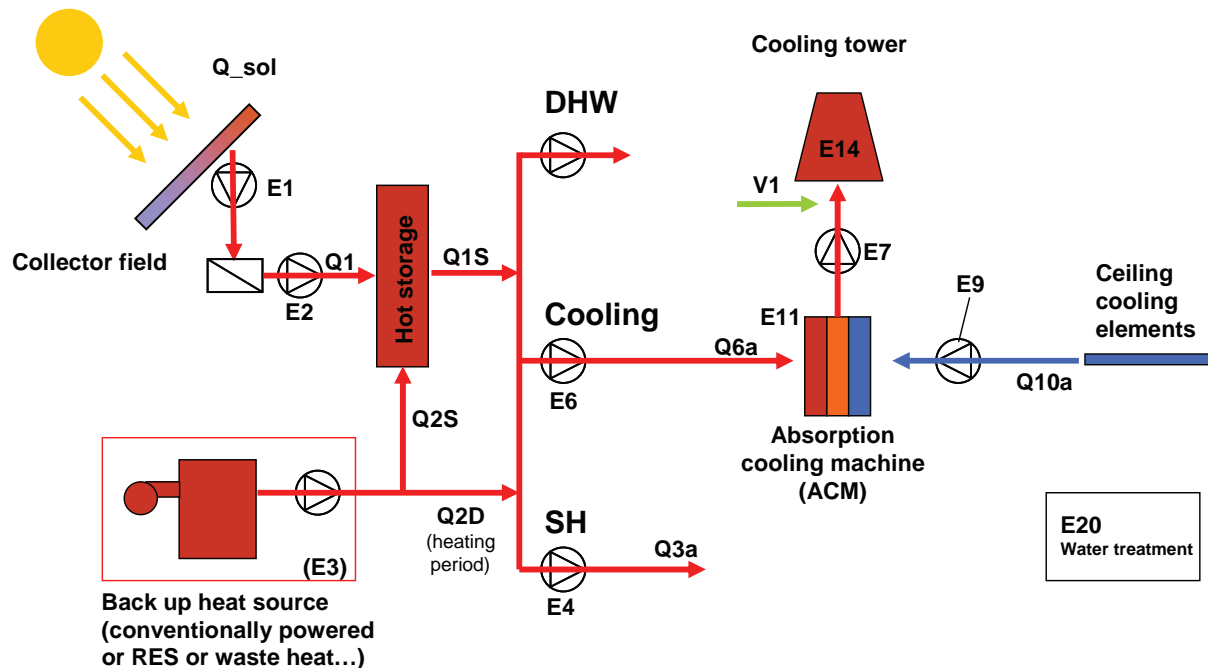 Q_sol
Cooling tower
DHW
E14
E1
V1
Hot storage
Collector field
Q1
Q1S
E7
E2
E9
Ceiling
cooling
elements
Cooling
E11
Q6a
Q10a
E6
Q2S
Absorption
cooling machine
(ACM)
Q2D
(heating
period)
SH
Q3a
E4
(E3)
E20
Water treatment
Back up heat source
(conventionally powered
or RES or waste heat…)